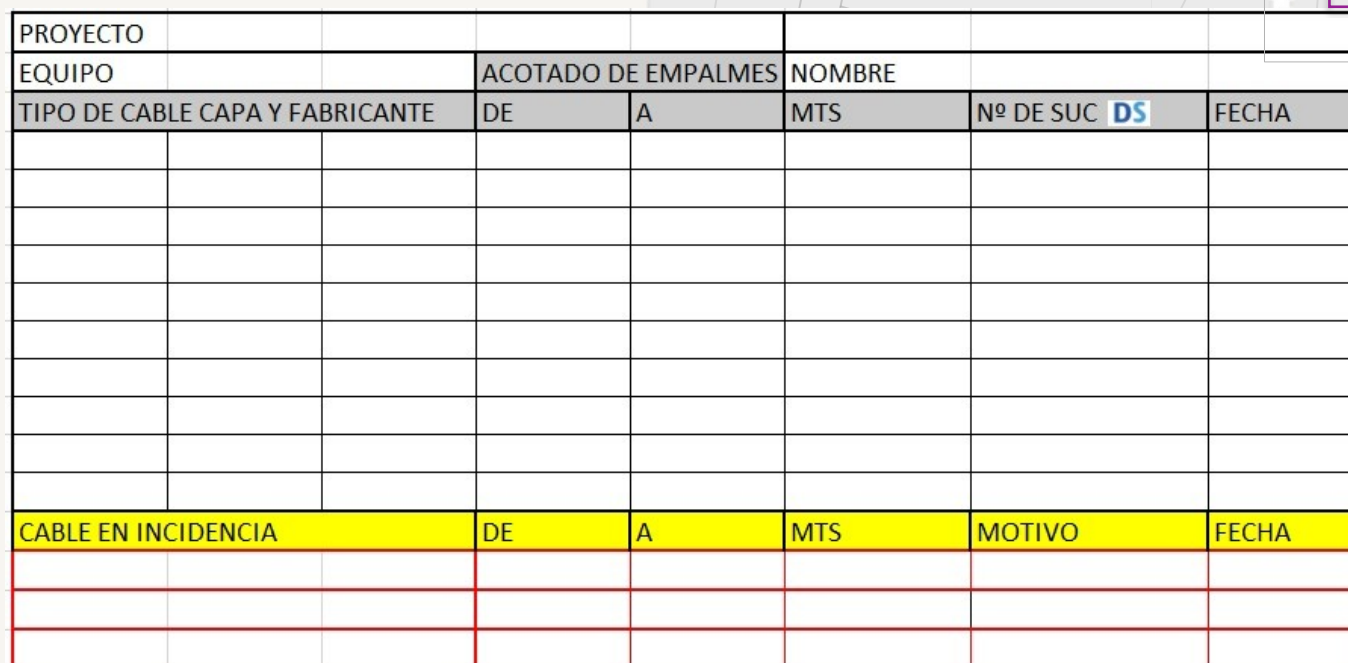 PROYECTO
EQUIPO ACOTADO DE EMPALMES NOMBRE
TIPO DE CABLE CAPA Y FABRICANTE DE A MTS Nº DE SUC DS FECHA
CABLE EN INCIDENCIA DE A MTS MOTIVO FECHA